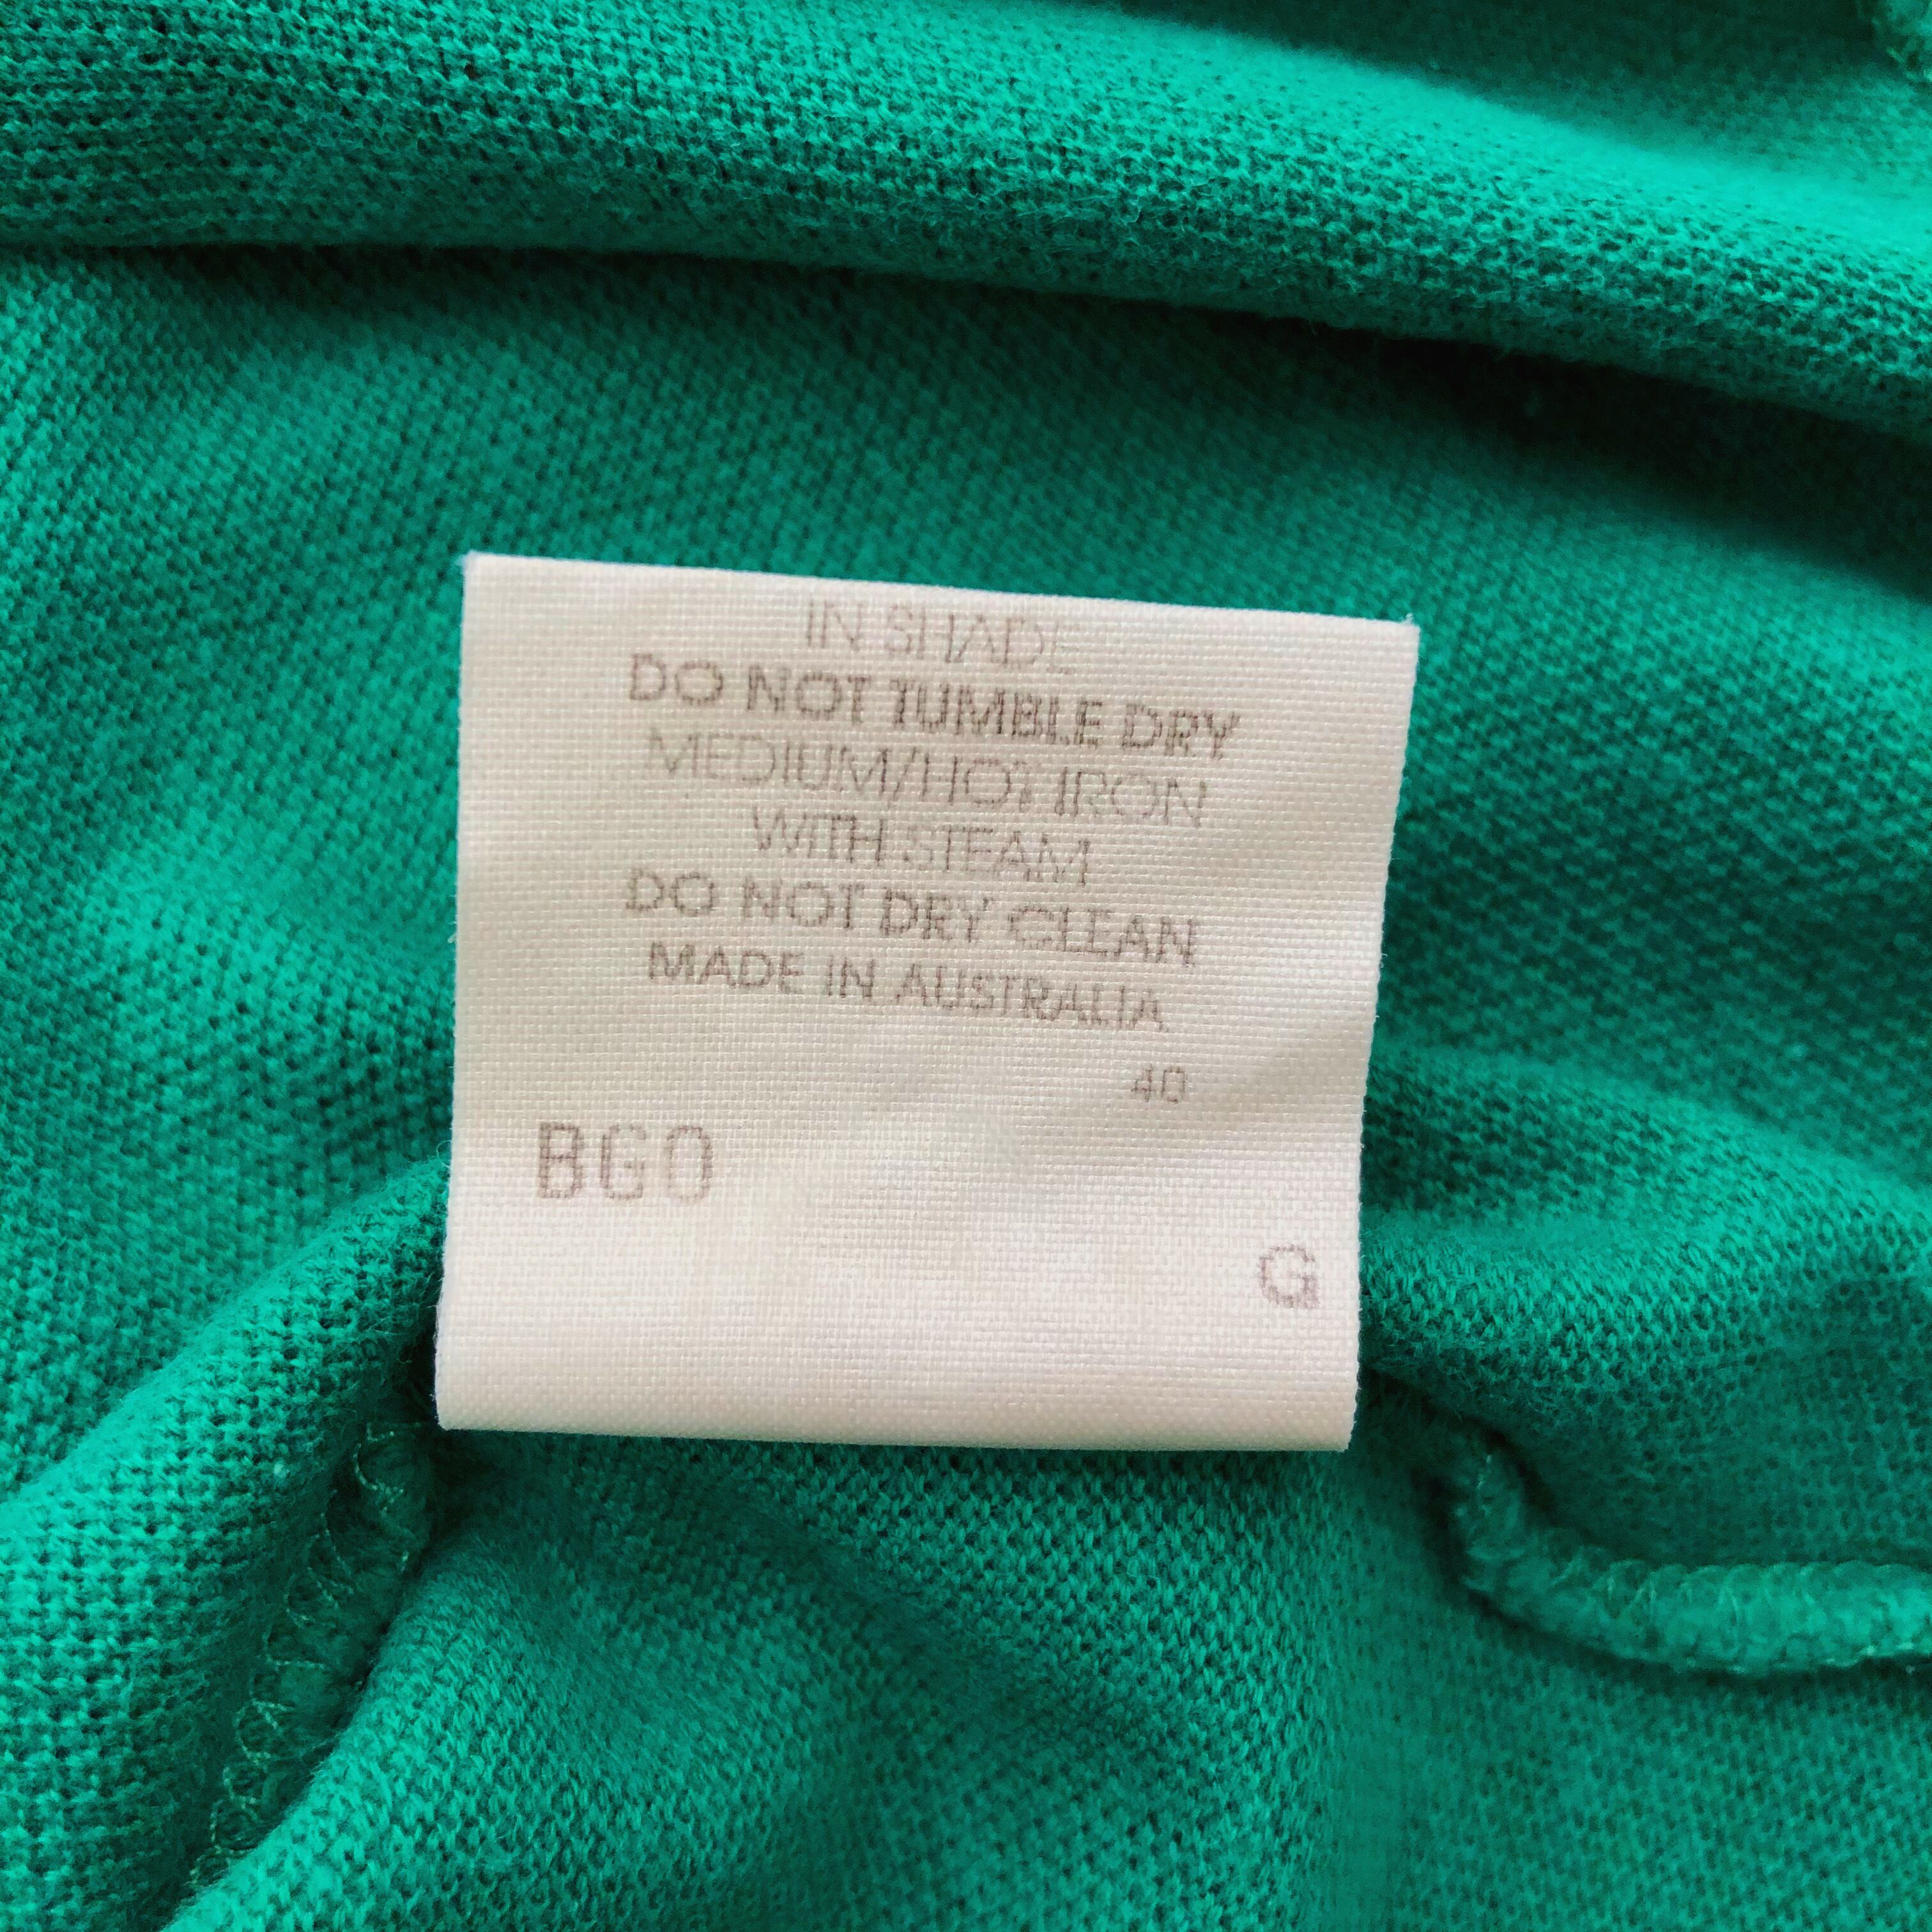 IN SHADE
DO NOT TUMBLE DRY
MEDIUM/HOT IRON
WITH STEAM
DO NOT DRY CLEAN
MADE IN AUSTRALIA
40
BGO
G